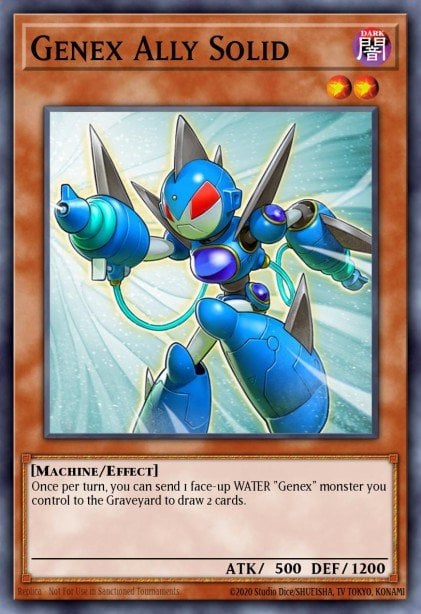 Genex Ally Solid
DARK
闇
[Machine/Effect]
Once per turn, you can send 1 face-up WATER "Genex" monster you
control to the Graveyard to draw 2 cards.
ATK/ 500 DEF/1200
Replica - Not For Use in Sanctioned Tournaments
©2020 Studio Dice/SHUEISHA, TV TOKYO, KONAMI